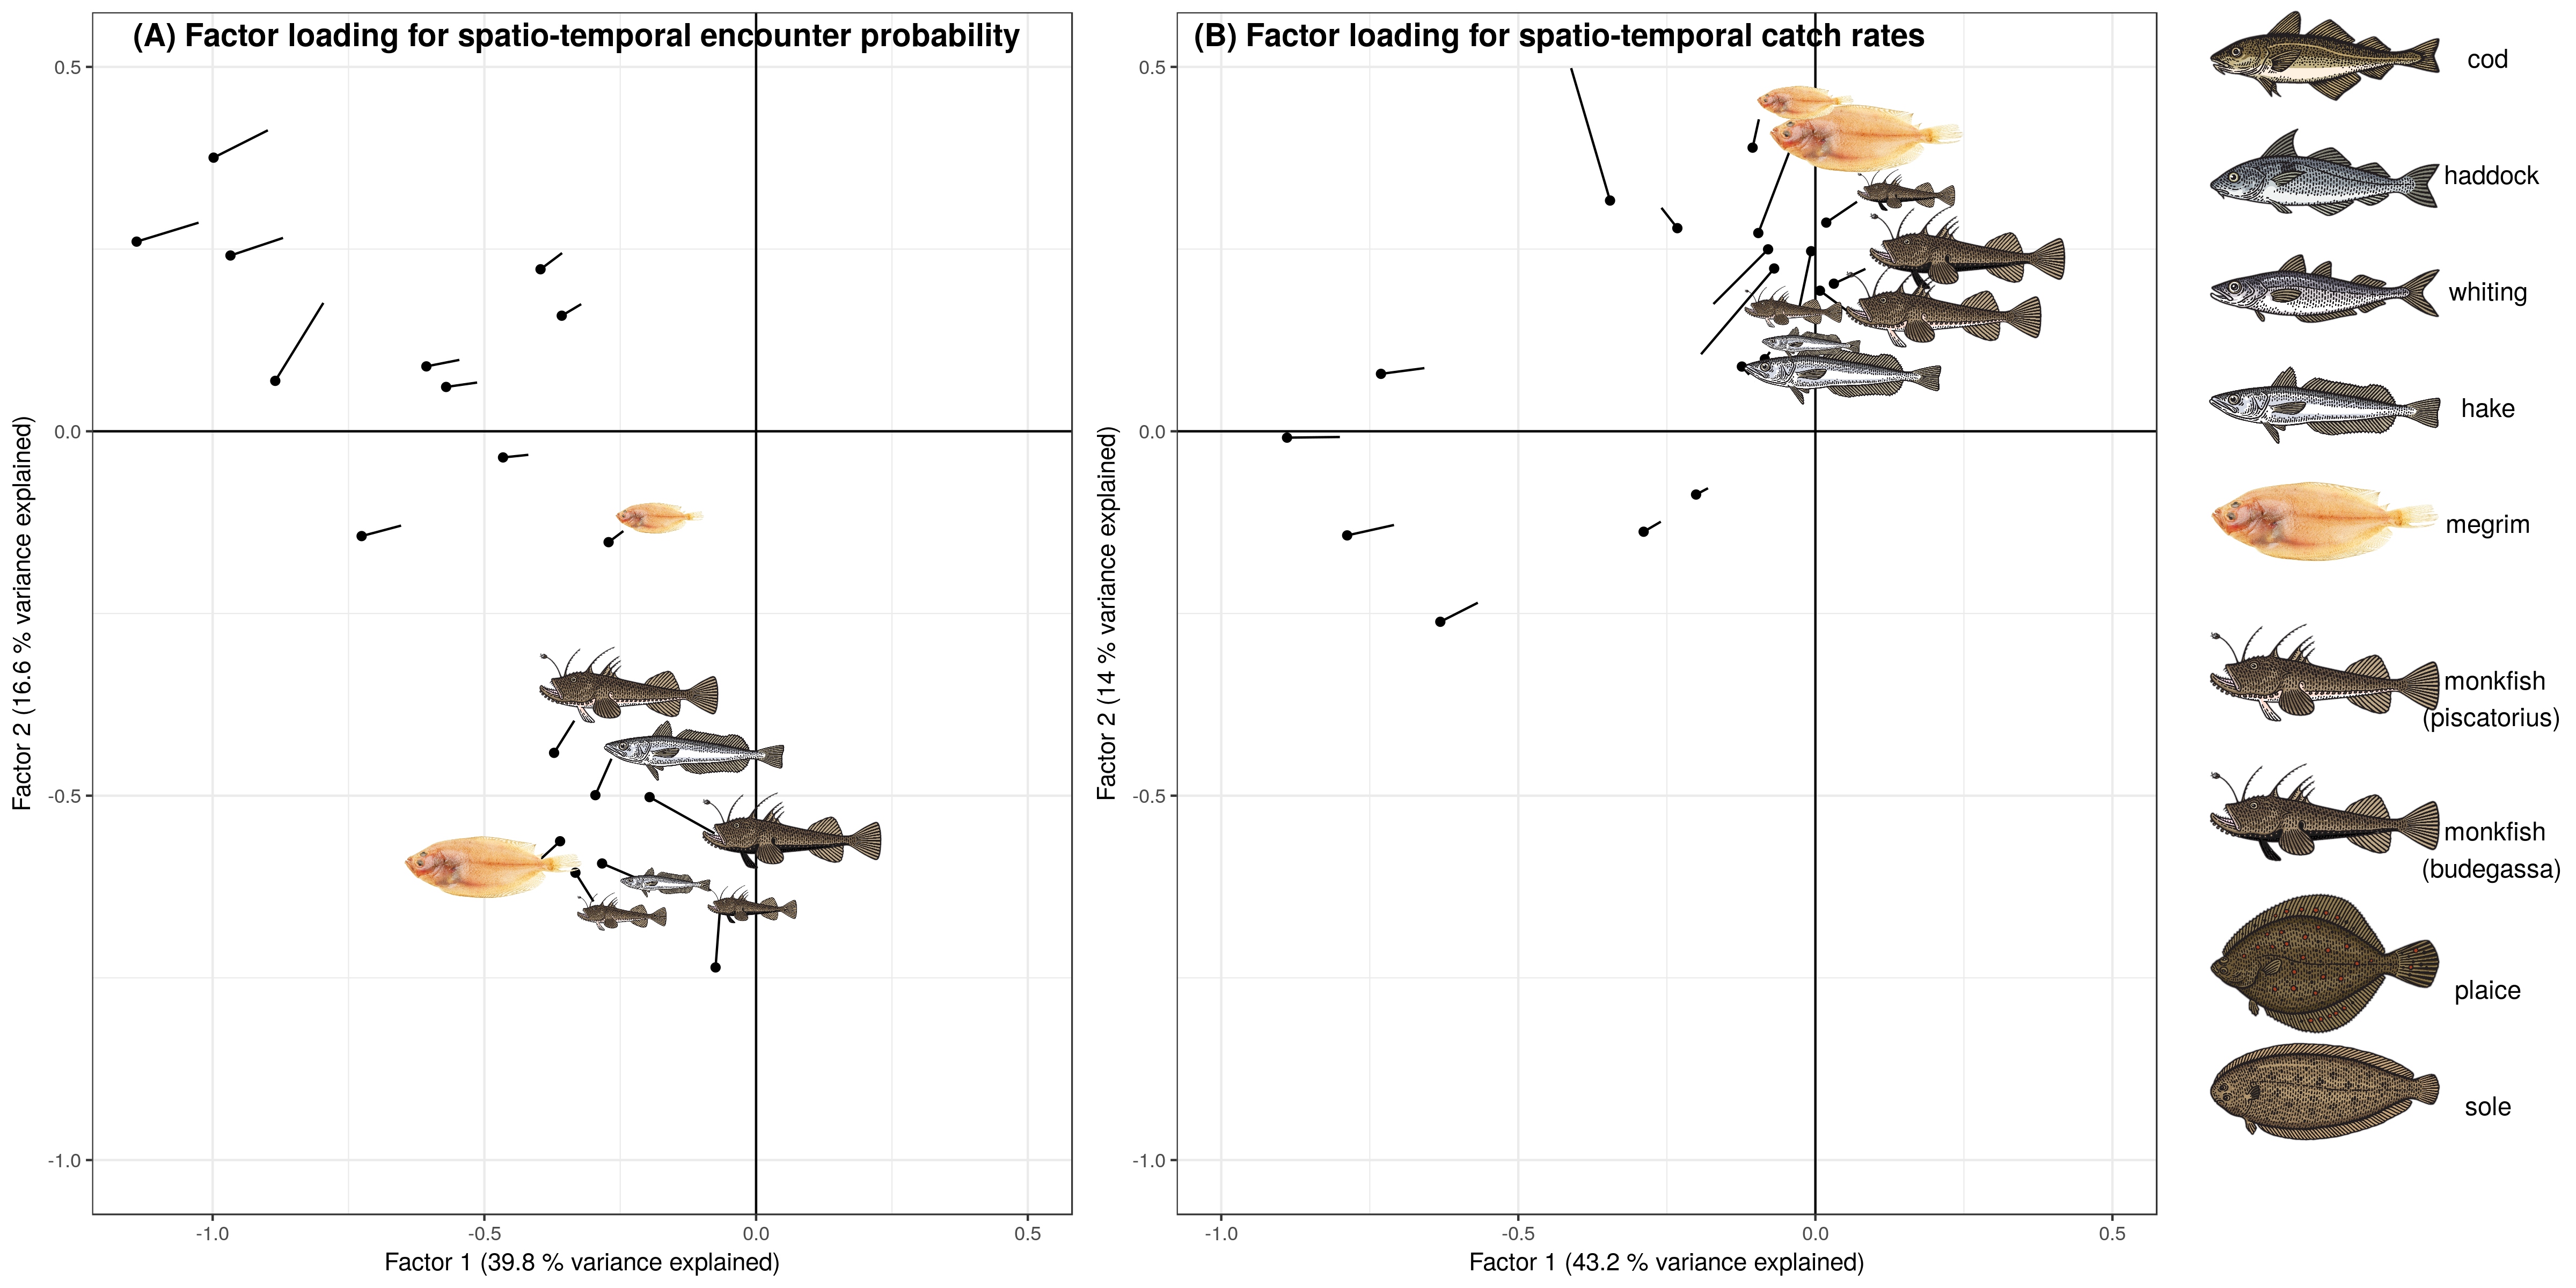 (A) Factor loading for spatio-temporal encounter probability
0.5
0.0
-0.5
-1.0
Factor 2 (16.6 % variance explained)
-1.0
-0.5
0.0
0.5
Factor 1 (39.8 % variance explained)
(B) Factor loading for spatio-temporal catch rates
0.5
0.0
-0.5
-1.0
Factor 2 (14 % variance explained)
-1.0
-0.5
0.0
0.5
Factor 1 (43.2 % variance explained)
cod
haddock
whiting
hake
megrim
monkfish
(piscatorius)
monkfish
(budegassa)
plaice
sole